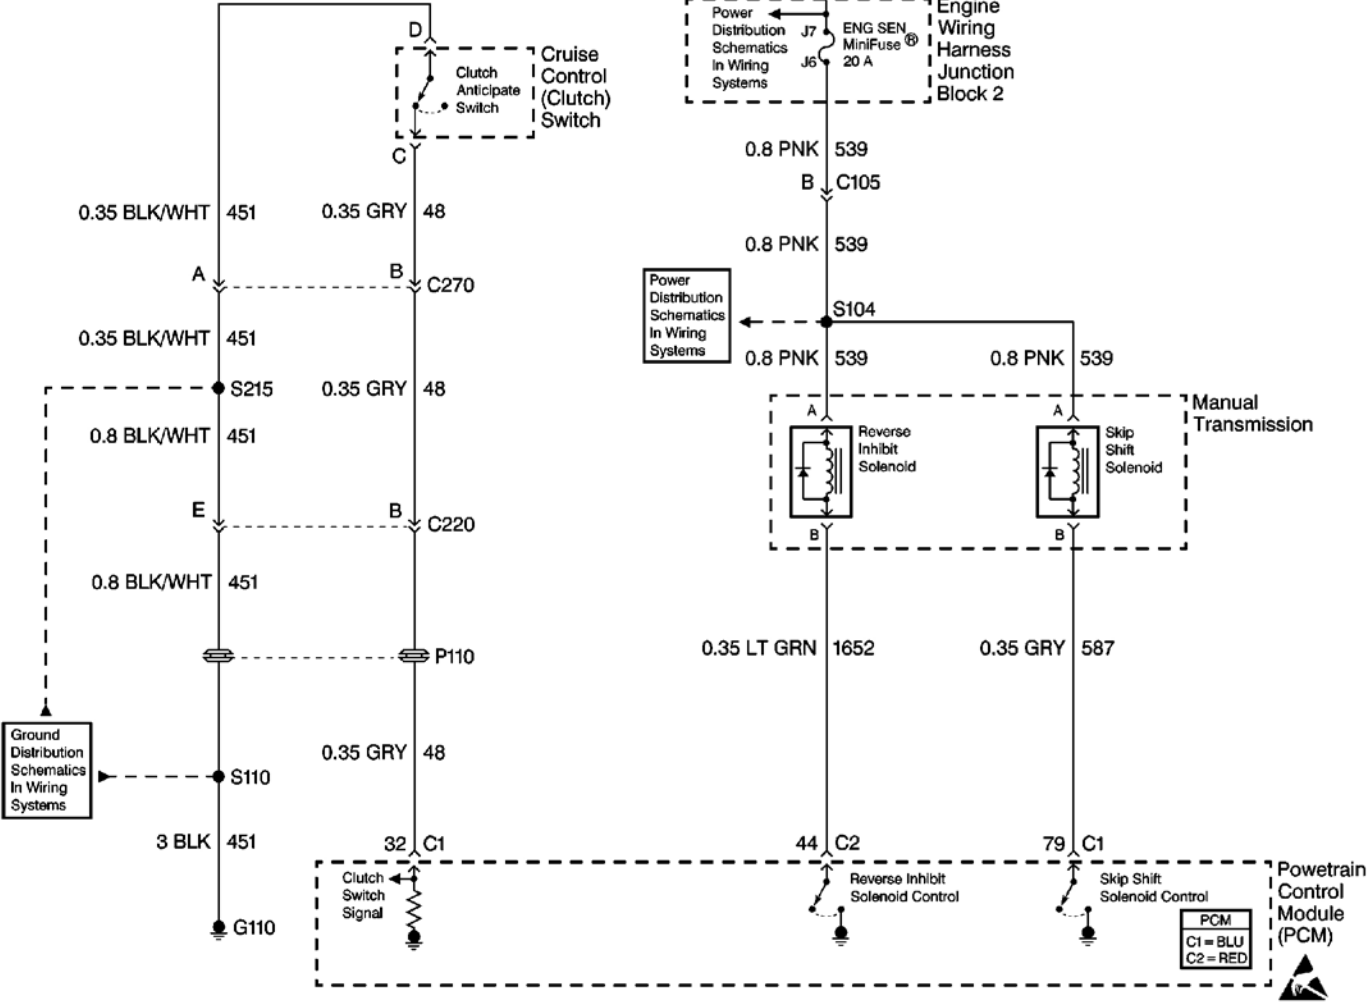 D
Clutch
Anticipate
Switch
Cruise
Control
(Clutch)
Switch
C
0.35 BLK/WHT 451
0.35 GRY 48
A
B
C270
0.35 BLK/WHT 451
S215
0.35 GRY 48
0.8 BLK/WHT 451
E
B
C220
0.8 BLK/WHT 451
P110
Ground
Distribution
Schematics
In Wiring
Systems
0.35 GRY 48
S110
3 BLK 451
32 C1
G110
Power
Distribution
Schematics
In Wiring
Systems
J7
J6
ENG SEN
MiniFuse ®
20 A
Engine
Wiring
Harness
Junction
Block 2
0.8 PNK 539
B C105
0.8 PNK 539
Power
Distribution
Schematics
In Wiring
Systems
S104
0.8 PNK 539
0.8 PNK 539
Manual
Transmission
A
Reverse
Inhibit
Solenoid
B
A
Skip
Shift
Solenoid
B
0.35 LT GRN 1652
0.35 GRY 587
44 C2
79 C1
Clutch
Switch
Signal
Reverse Inhibit
Solenoid Control
Skip Shift
Solenoid Control
PCM
C1 = BLU
C2 = RED
Powetrain
Control
Module
(PCM)